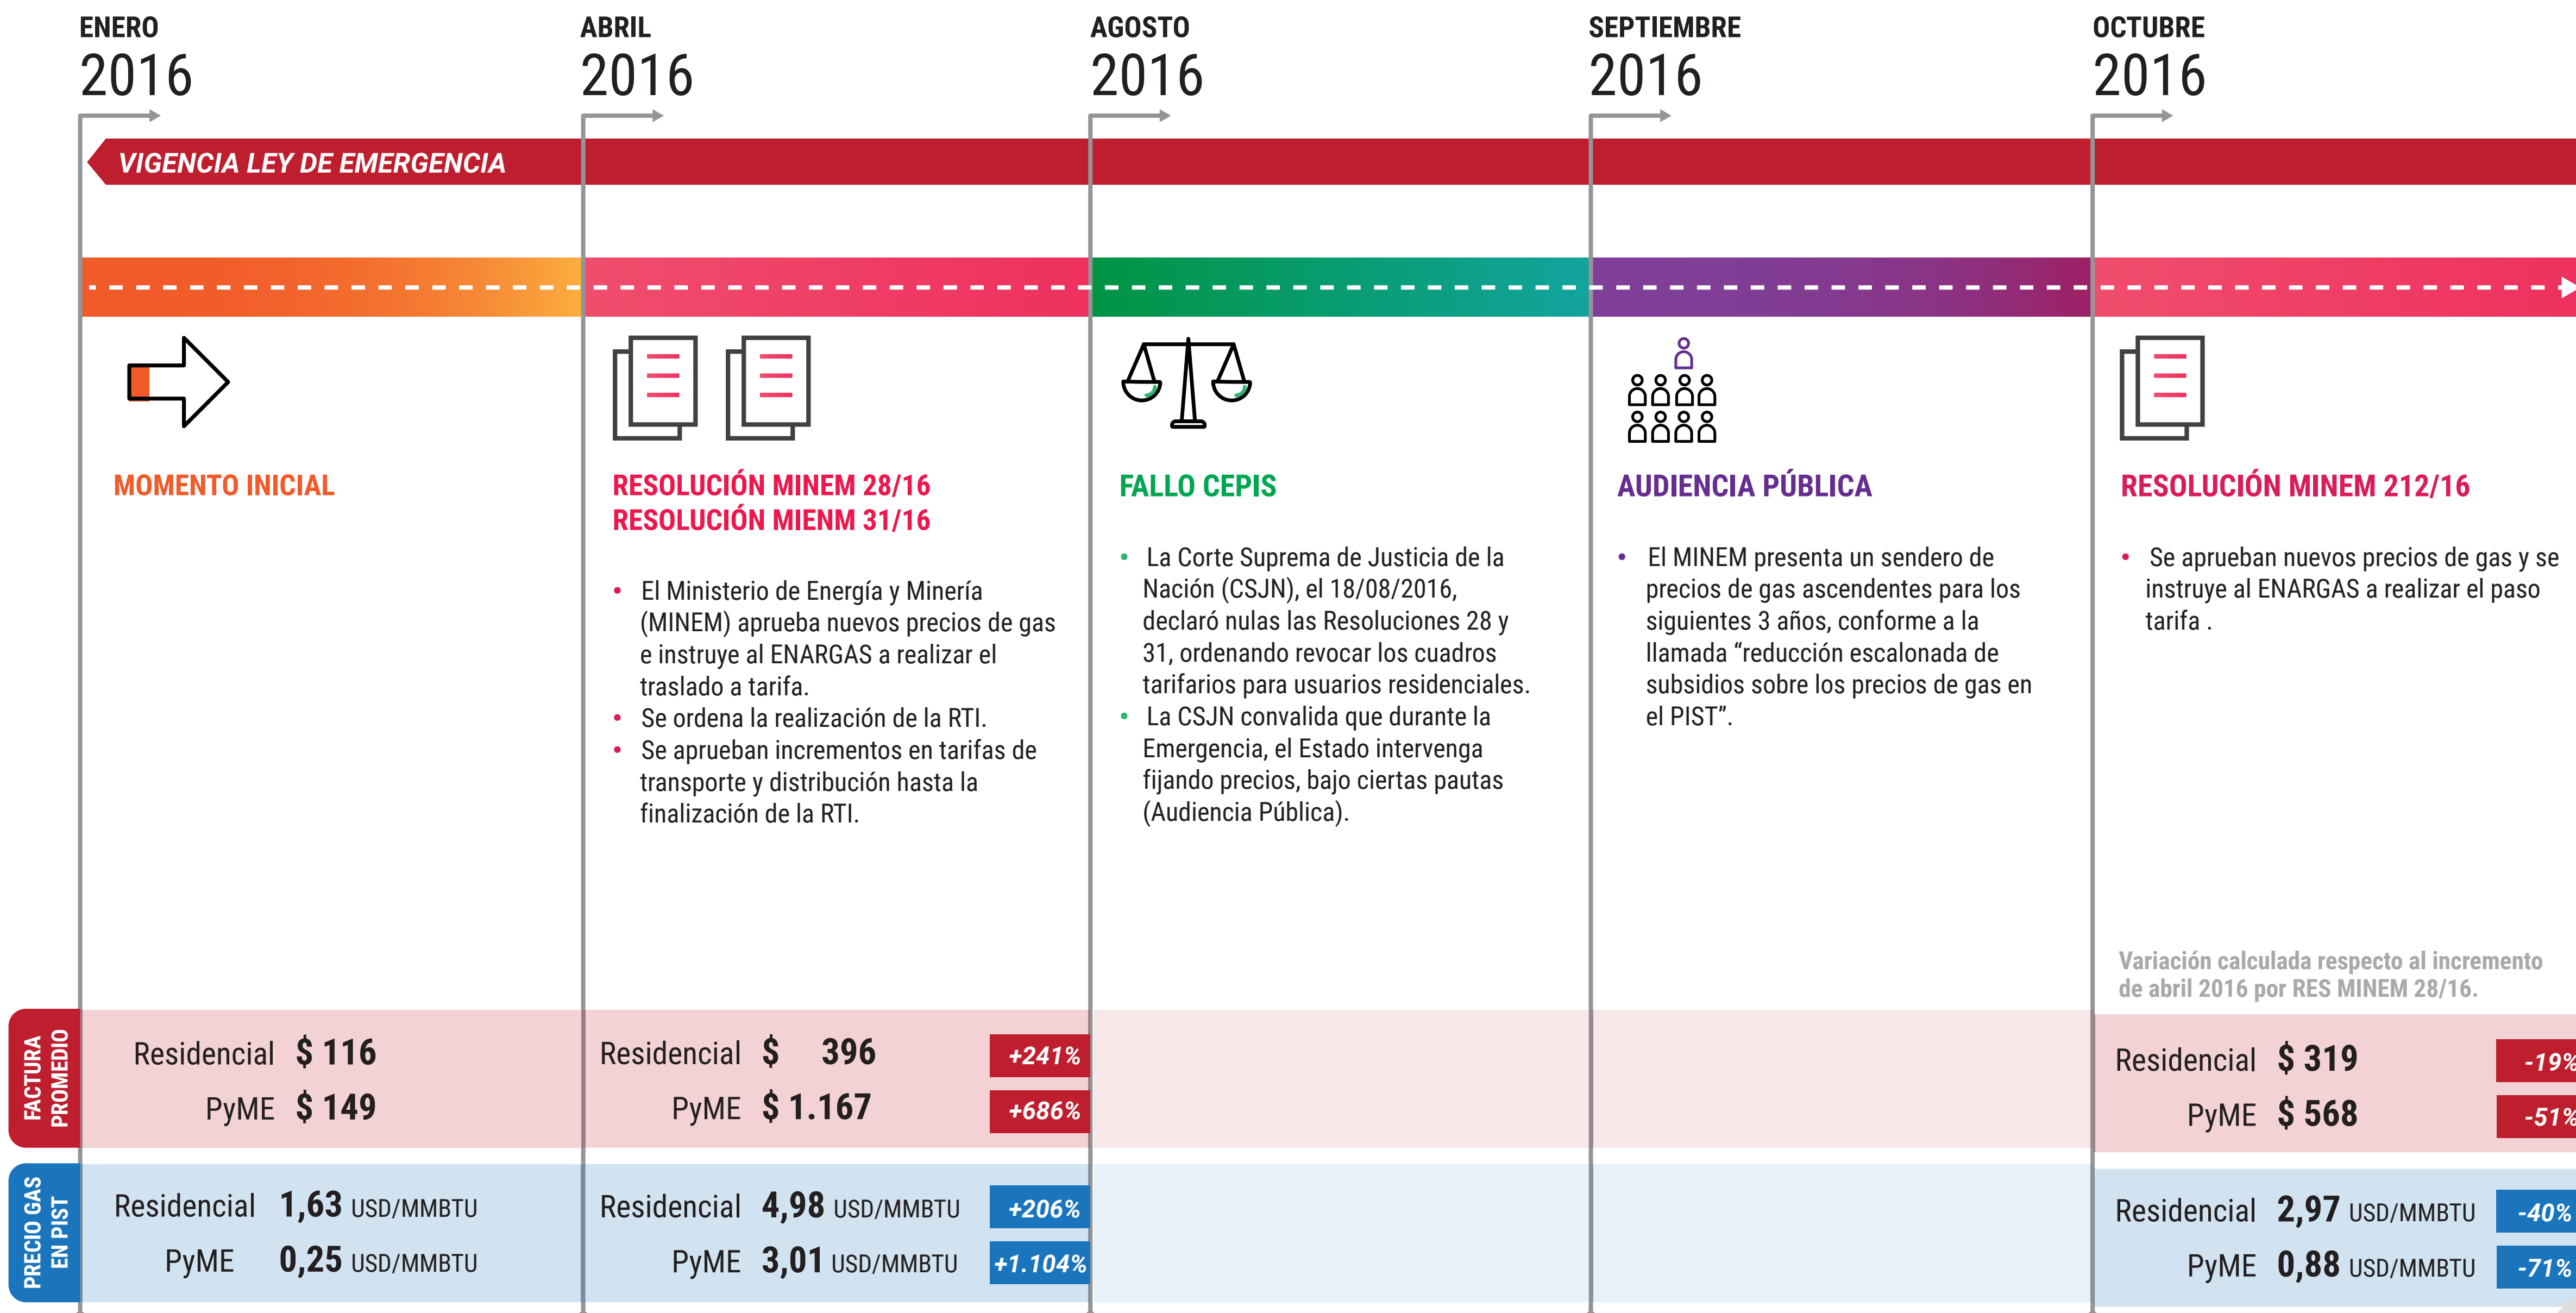 ENERO
2016
ABRIL
2016
AGOSTO
2016
SEPTIEMBRE
2016
OCTUBRE
2016
VIGENCIA LEY DE EMERGENCIA
MOMENTO INICIAL
RESOLUCIÓN MINEM 28/16
RESOLUCIÓN MIENM 31/16
• El Ministerio de Energía y Minería
(MINEM) aprueba nuevos precios de gas
e instruye al ENARGAS a realizar el
traslado a tarifa.
• Se ordena la realización de la RTI.
• Se aprueban incrementos en tarifas de
transporte y distribución hasta la
finalización de la RTI.
FALLO CEPIS
• La Corte Suprema de Justicia de la
Nación (CSJN), el 18/08/2016,
declaró nulas las Resoluciones 28 y
31, ordenando revocar los cuadros
tarifarios para usuarios residenciales.
• La CSJN convalida que durante la
Emergencia, el Estado intervenga
fijando precios, bajo ciertas pautas
(Audiencia Pública).
AUDIENCIA PÚBLICA
• El MINEM presenta un sendero de
precios de gas ascendentes para los
siguientes 3 años, conforme a la
llamada “reducción escalonada de
subsidios sobre los precios de gas en
el PIST”.
RESOLUCIÓN MINEM 212/16
• Se aprueban nuevos precios de gas y se
instruye al ENARGAS a realizar el paso
tarifa .
Variación calculada respecto al incremento
de abril 2016 por RES MINEM 28/16.
FACTURA
PROMEDIO
Residencial $ 116
PyME $ 149
Residencial $ 396 +241%
PyME $ 1.167 +686%
Residencial $ 319 -19%
PyME $ 568 -51%
PRECIO GAS
EN PIST
Residencial 1,63 USD/MMBTU
PyME 0,25 USD/MMBTU
Residencial 4,98 USD/MMBTU +206%
PyME 3,01 USD/MMBTU +1.104%
Residencial 2,97 USD/MMBTU -40%
PyME 0,88 USD/MMBTU -71%